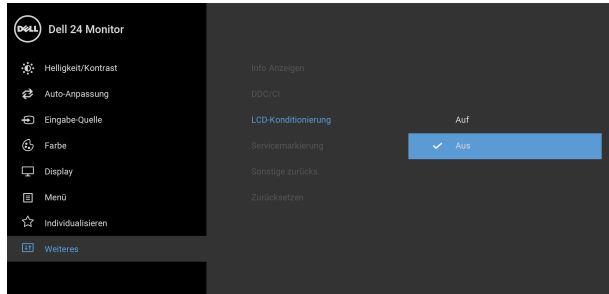 DELL Dell 24 Monitor
Helligkeit/Kontrast
Auto-Anpassung
Eingabe-Quelle
Farbe
Display
Menü
Individualisieren
Weiteres
Info Anzeigen
DDC/CI
LCD-Konditionierung
Servicemarkierung
Sonstige zurücks.
Zurücksetzen
Auf
Aus